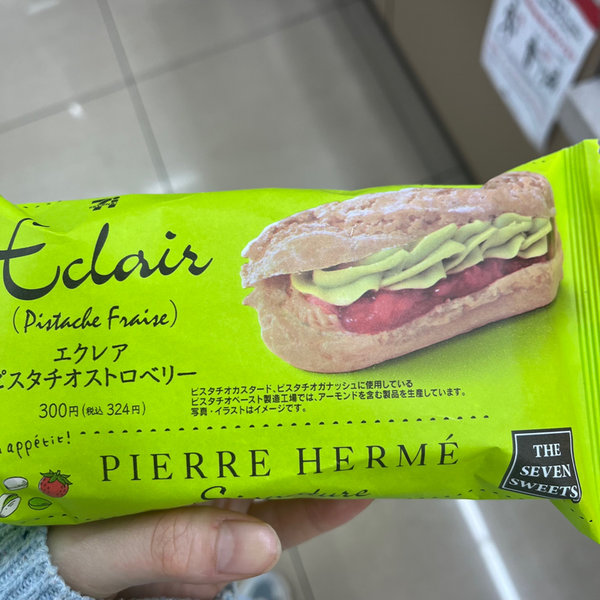 Éclair
(Pistache Fraise)
エクレア
ピスタチオストロベリー
300円(税込 324円)
ピスタチオカスタード、ピスタチオガナッシュに使用している
ピスタチオペースト製造工場では、アーモンドを含む製品を生産しています。
写真・イラストはイメージです。
appétit!
PIERRE HERMÉ
Signature
THE
SEVEN
SWEETS